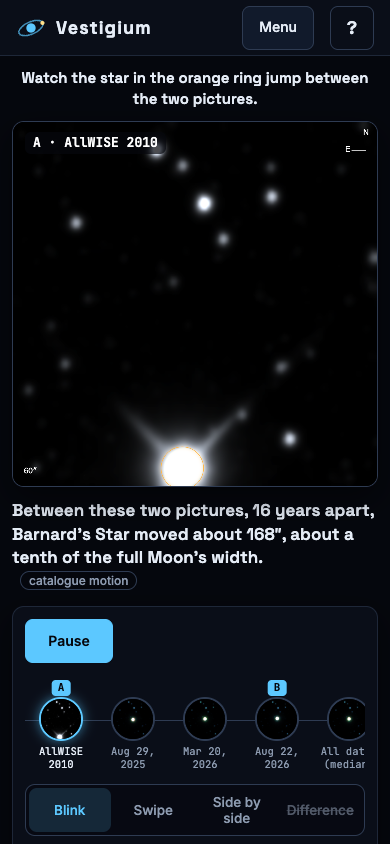 Vestigium
Menu
?
Watch the star in the orange ring jump between
the two pictures.
A · AllWISE 2010
N
E
60″
Between these two pictures, 16 years apart,
Barnard's Star moved about 168″, about a
tenth of the full Moon's width.
catalogue motion
Pause
A
B
AllWISE
2010
Aug 29,
2025
Mar 20,
2026
Aug 22,
2026
All dat
(median
Blink
Swipe
Side by
side
Difference